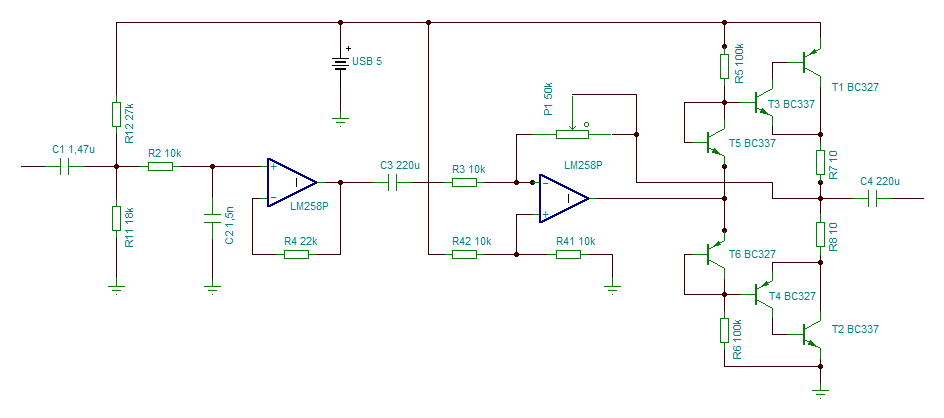 USB 5
R5 100k
T1 BC327
R12 27k
P1 50k
T3 BC337
C1 1,47u
R2 10k
LM258P
T5 BC337
R7 10
C3 220u
R3 10k
LM258P
C4 220u
R11 18k
C2 1,5n
R4 22k
R42 10k
R41 10k
R8 10
T6 BC327
T4 BC327
R6 100k
T2 BC337